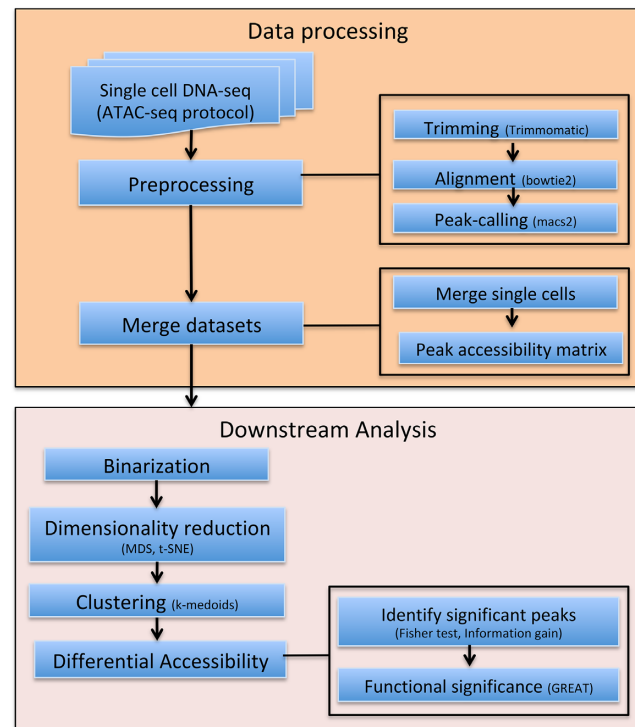 Data processing
Single cell DNA-seq
(ATAC-seq protocol)
Preprocessing
Trimming (Trimmomatic)
Alignment (bowtie2)
Peak-calling (macs2)
Merge datasets
Merge single cells
Peak accessibility matrix
Downstream Analysis
Binarization
Dimensionality reduction
(MDS, t-SNE)
Clustering (k-medoids)
Differential Accessibility
Identify significant peaks
(Fisher test, Information gain)
Functional significance (GREAT)